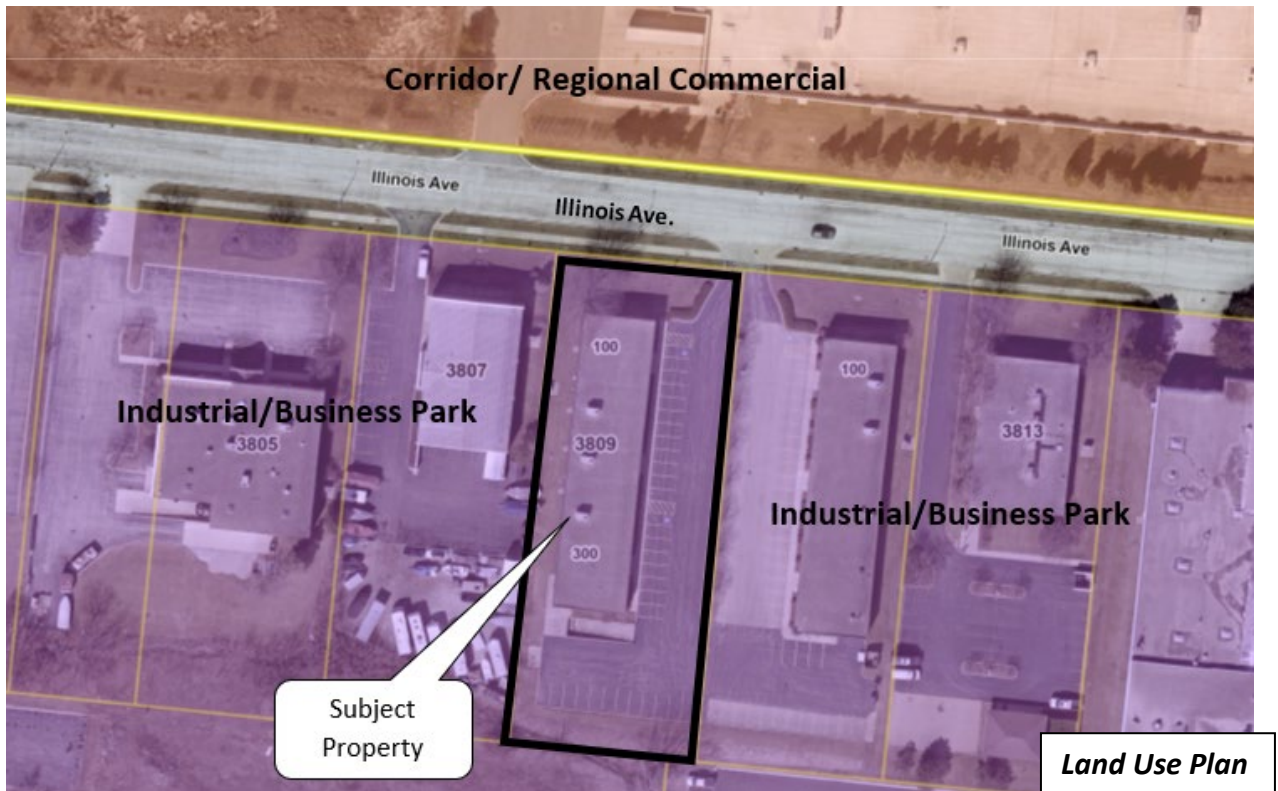 Corridor/ Regional Commercial
Illinois Ave
Illinois Ave.
Illinois Ave
3807
100
100
Industrial/Business Park
3805
3809
3813
Industrial/Business Park
300
Subject
Property
Land Use Plan